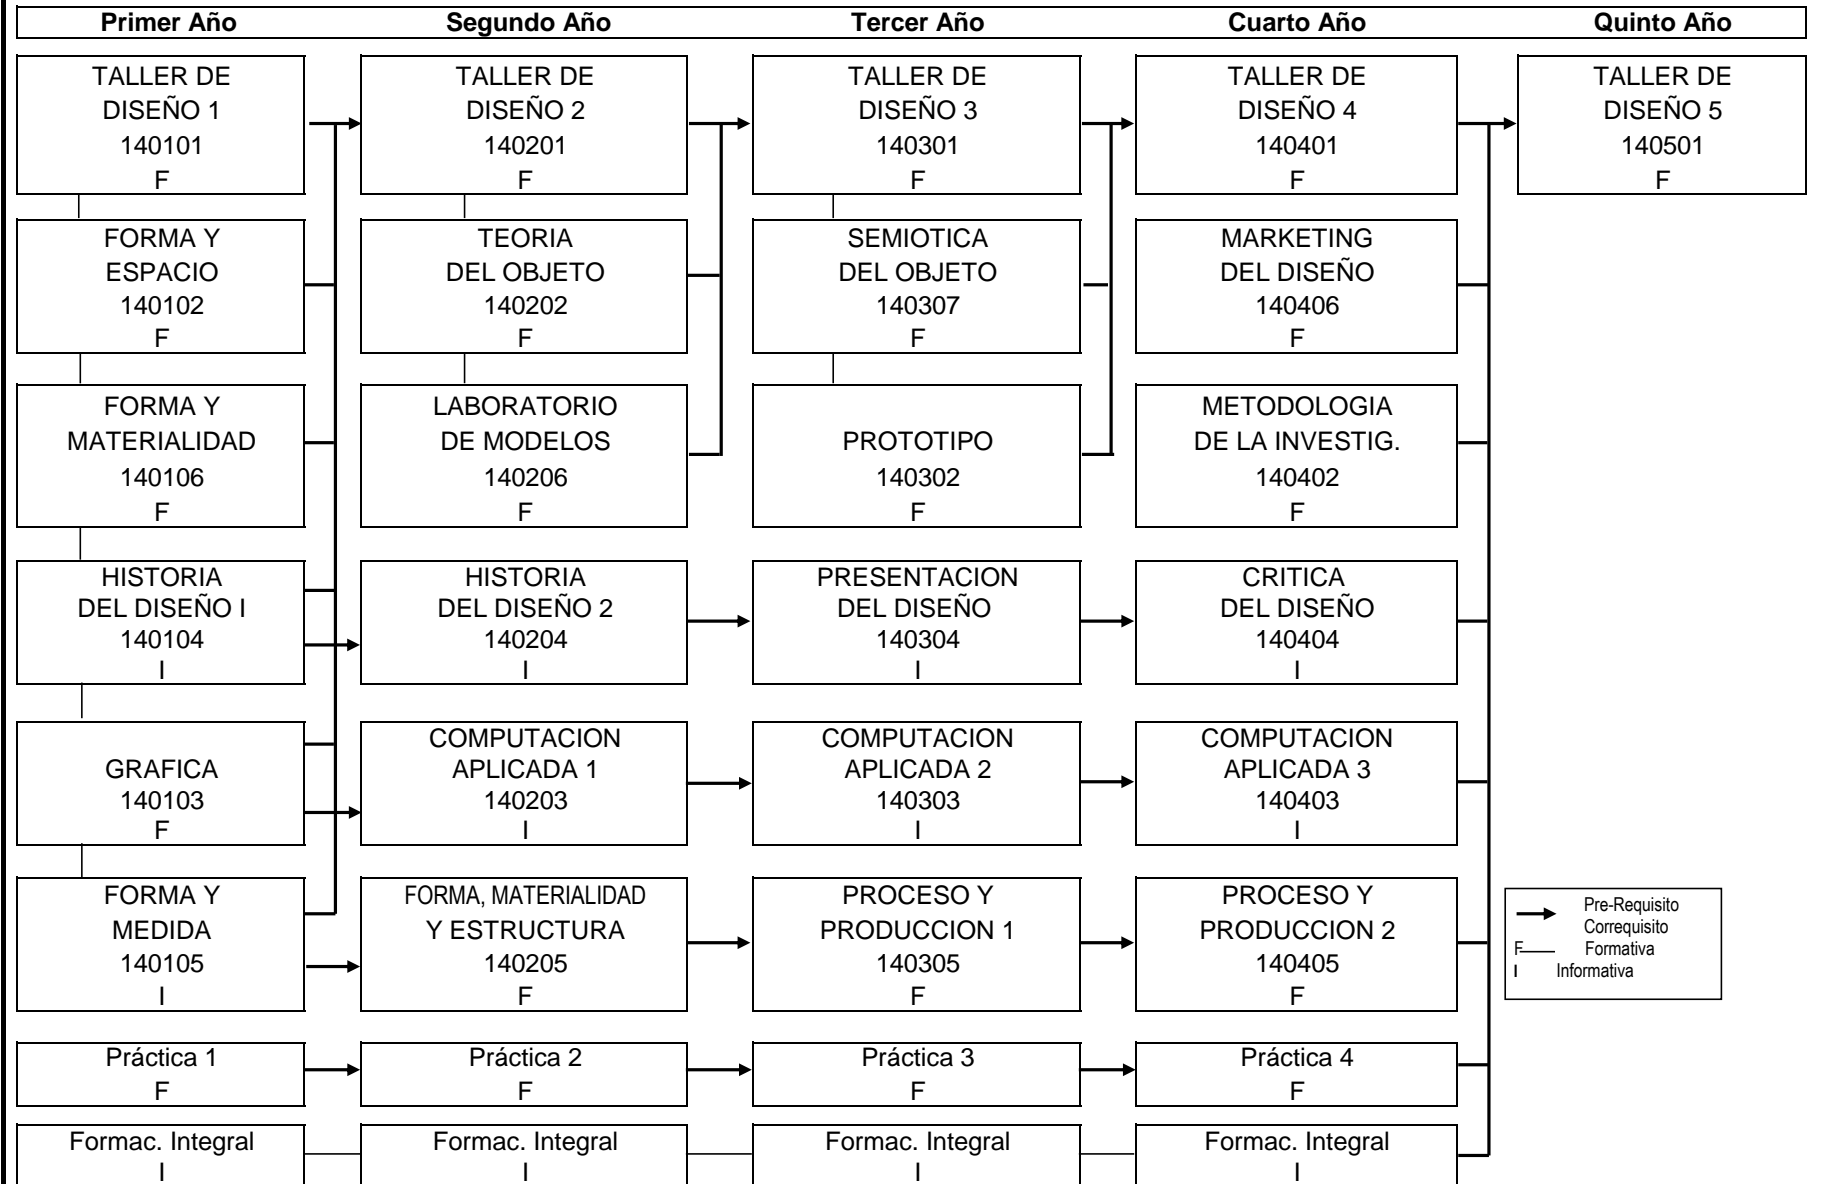 Primer Año Segundo Año Tercer Año Cuarto Año Quinto Año
TALLER DE
DISEÑO 1
140101
F
TALLER DE
DISEÑO 2
140201
F
TALLER DE
DISEÑO 3
140301
F
TALLER DE
DISEÑO 4
140401
F
TALLER DE
DISEÑO 5
140501
F
FORMA Y
ESPACIO
140102
F
TEORIA
DEL OBJETO
140202
F
SEMIOTICA
DEL OBJETO
140307
F
MARKETING
DEL DISEÑO
140406
F
FORMA Y
MATERIALIDAD
140106
F
LABORATORIO
DE MODELOS
140206
F
PROTOTIPO
140302
F
METODOLOGIA
DE LA INVESTIG.
140402
F
HISTORIA
DEL DISEÑO I
140104
I
HISTORIA
DEL DISEÑO 2
140204
I
PRESENTACION
DEL DISEÑO
140304
I
CRITICA
DEL DISEÑO
140404
I
GRAFICA
140103
F
COMPUTACION
APLICADA 1
140203
I
COMPUTACION
APLICADA 2
140303
I
COMPUTACION
APLICADA 3
140403
I
FORMA Y
MEDIDA
140105
I
FORMA, MATERIALIDAD
Y ESTRUCTURA
140205
F
PROCESO Y
PRODUCCION 1
140305
F
PROCESO Y
PRODUCCION 2
140405
F
Pre-Requisito
Correquisito
F Formativa
I Informativa
Práctica 1
F
Práctica 2
F
Práctica 3
F
Práctica 4
F
Formac. Integral
I
Formac. Integral
I
Formac. Integral
I
Formac. Integral
I